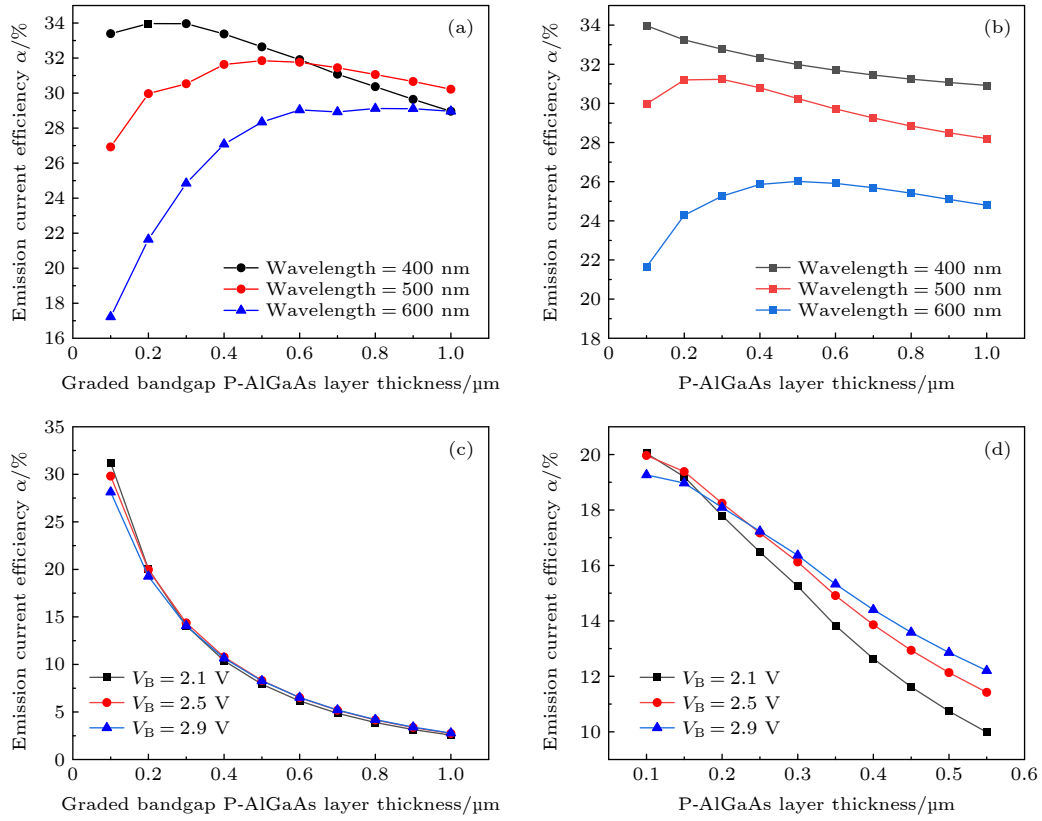 (a)
Emission current efficiency α/%
34
32
30
28
26
24
22
20
18
16
Wavelength = 400 nm
Wavelength = 500 nm
Wavelength = 600 nm
0 0.2 0.4 0.6 0.8 1.0
Graded bandgap P-AlGaAs layer thickness/μm
(b)
Emission current efficiency α/%
34
32
30
28
26
24
22
20
18
Wavelength = 400 nm
Wavelength = 500 nm
Wavelength = 600 nm
0 0.2 0.4 0.6 0.8 1.0
P-AlGaAs layer thickness/μm
(c)
Emission current efficiency α/%
35
30
25
20
15
10
5
0
V_B = 2.1 V
V_B = 2.5 V
V_B = 2.9 V
0 0.2 0.4 0.6 0.8 1.0
Graded bandgap P-AlGaAs layer thickness/μm
(d)
Emission current efficiency α/%
20
18
16
14
12
10
V_B = 2.1 V
V_B = 2.5 V
V_B = 2.9 V
0.1 0.2 0.3 0.4 0.5 0.6
P-AlGaAs layer thickness/μm